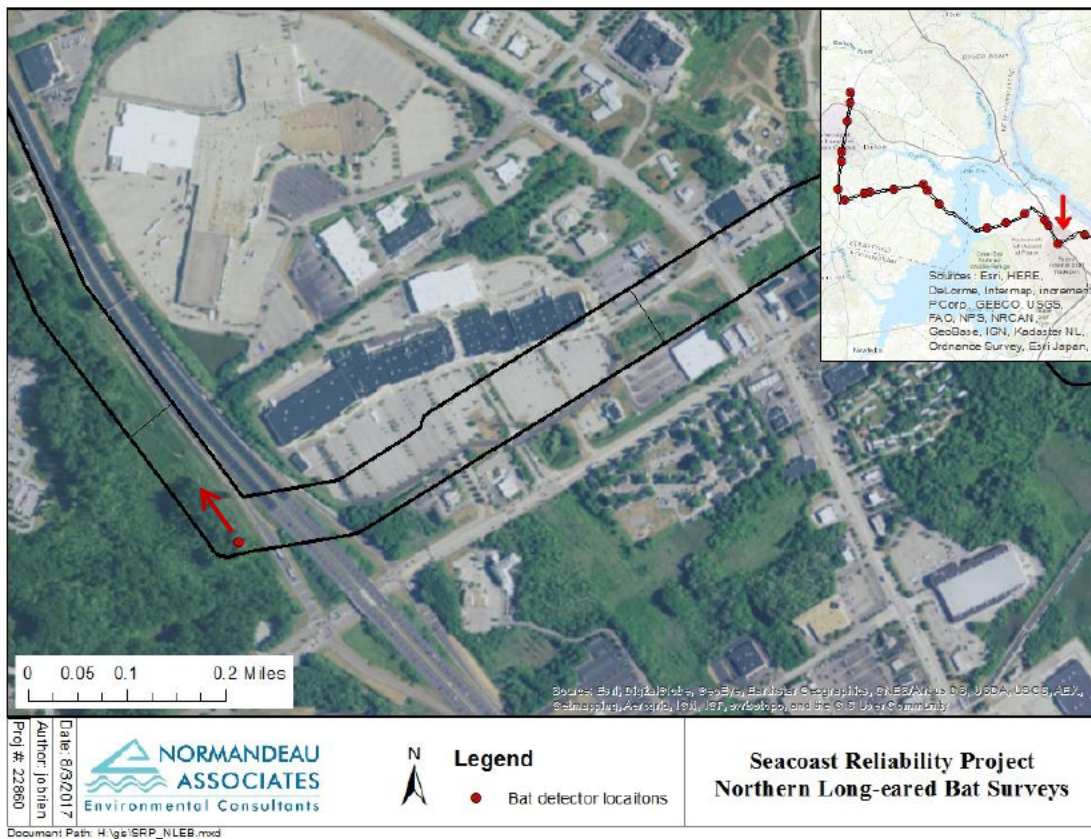 Durham
Newfields
Sources: Esri, HERE,
DeLorme, Intermap, increment
P Corp., GEBCO, USGS,
FAO, NPS, NRCAN,
GeoBase, IGN, Kadaster NL,
Ordnance Survey, Esri Japan,
0 0.05 0.1 0.2 Miles
Source: Esri, DigitalGlobe, GeoEye, Earthstar Geographics, CNES/Airbus DS, USDA, USGS, AEX,
Getmapping, Aerogrid, IGN, IGP, swisstopo, and the GIS User Community
Proj #: 22860
Author: jobrien
Date: 8/3/2017
NORMANDEAU
ASSOCIATES
Environmental Consultants
N
Legend
Bat detector locaitons
Seacoast Reliability Project
Northern Long-eared Bat Surveys
Document Path: H:\gis\SRP_NLEB.mxd